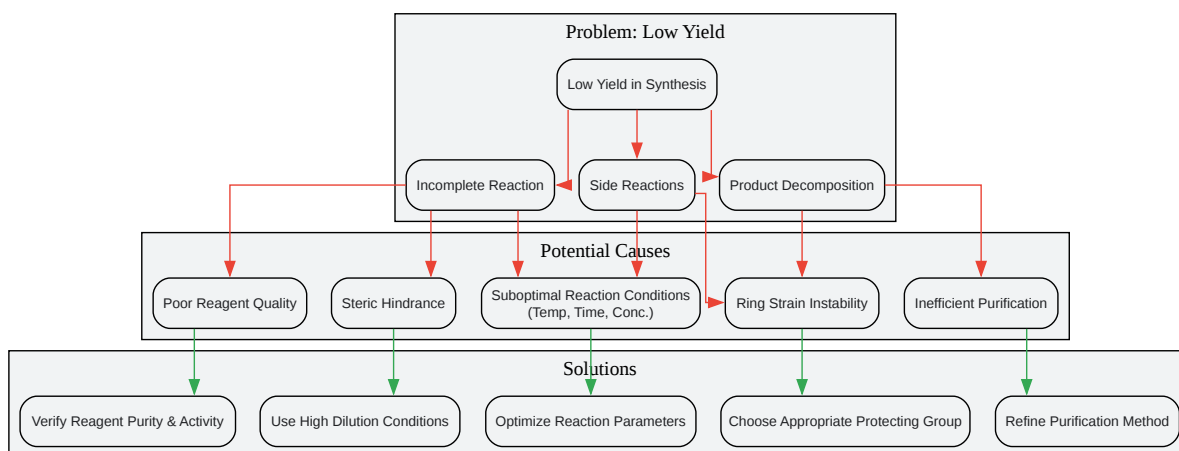 Problem: Low Yield
Low Yield in Synthesis
Incomplete Reaction
Side Reactions
Product Decomposition
Potential Causes
Poor Reagent Quality
Steric Hindrance
Suboptimal Reaction Conditions
(Temp, Time, Conc.)
Ring Strain Instability
Inefficient Purification
Solutions
Verify Reagent Purity & Activity
Use High Dilution Conditions
Optimize Reaction Parameters
Choose Appropriate Protecting Group
Refine Purification Method